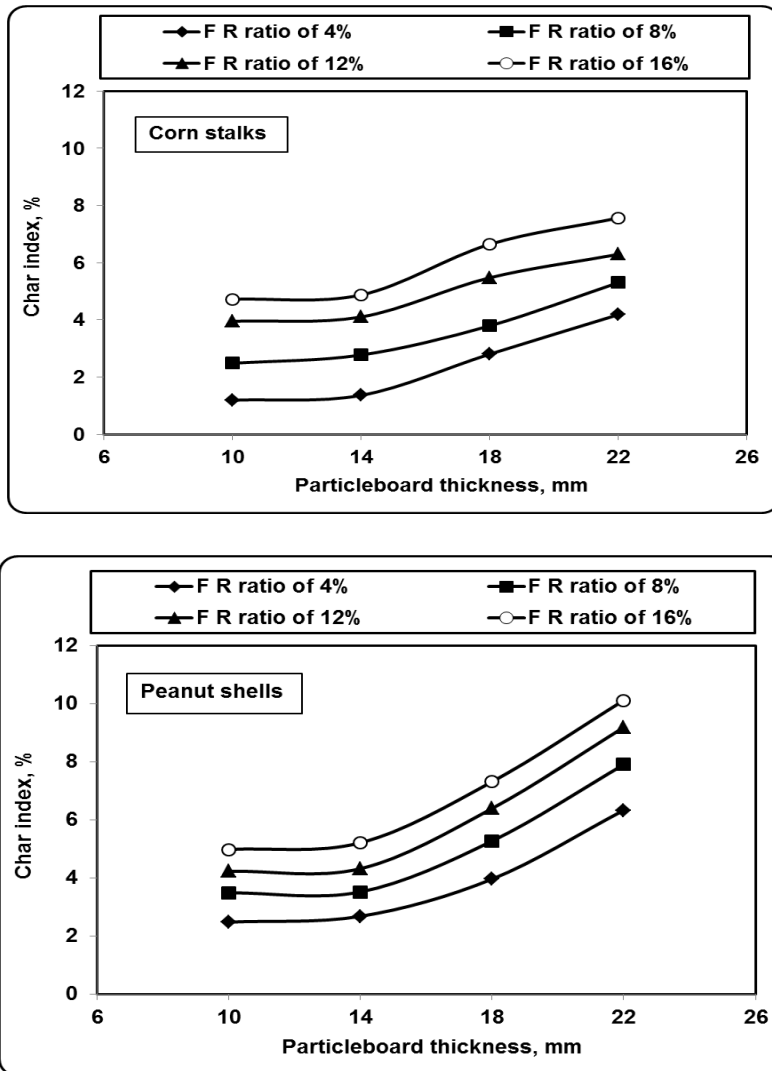 F R ratio of 4% F R ratio of 8%
F R ratio of 12% F R ratio of 16%
12
Corn stalks
10
8
6
4
2
0
Char index, %
6 10 14 18 22 26
Particleboard thickness, mm
F R ratio of 4% F R ratio of 8%
F R ratio of 12% F R ratio of 16%
12
Peanut shells
10
8
6
4
2
0
Char index, %
6 10 14 18 22 26
Particleboard thickness, mm